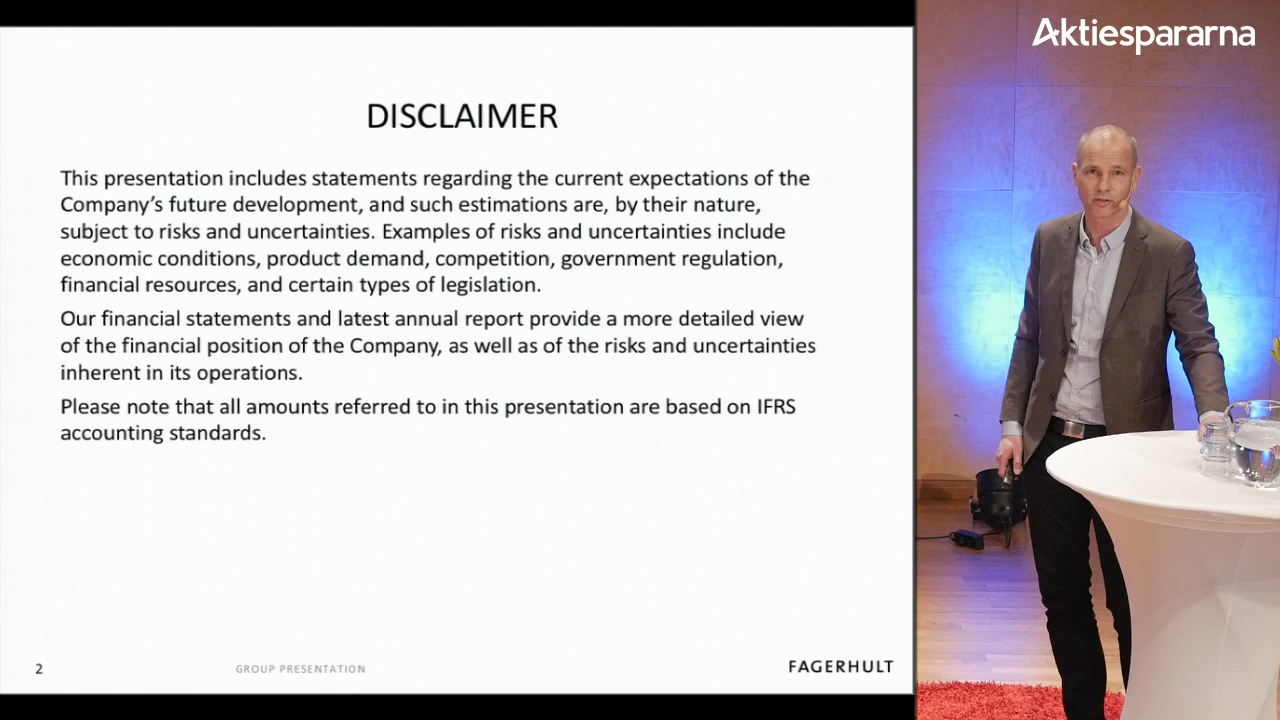 Aktiespararna
DISCLAIMER
This presentation includes statements regarding the current expectations of the
Company’s future development, and such estimations are, by their nature,
subject to risks and uncertainties. Examples of risks and uncertainties include
economic conditions, product demand, competition, government regulation,
financial resources, and certain types of legislation.
Our financial statements and latest annual report provide a more detailed view
of the financial position of the Company, as well as of the risks and uncertainties
inherent in its operations.
Please note that all amounts referred to in this presentation are based on IFRS
accounting standards.
2
GROUP PRESENTATION
FAGERHULT